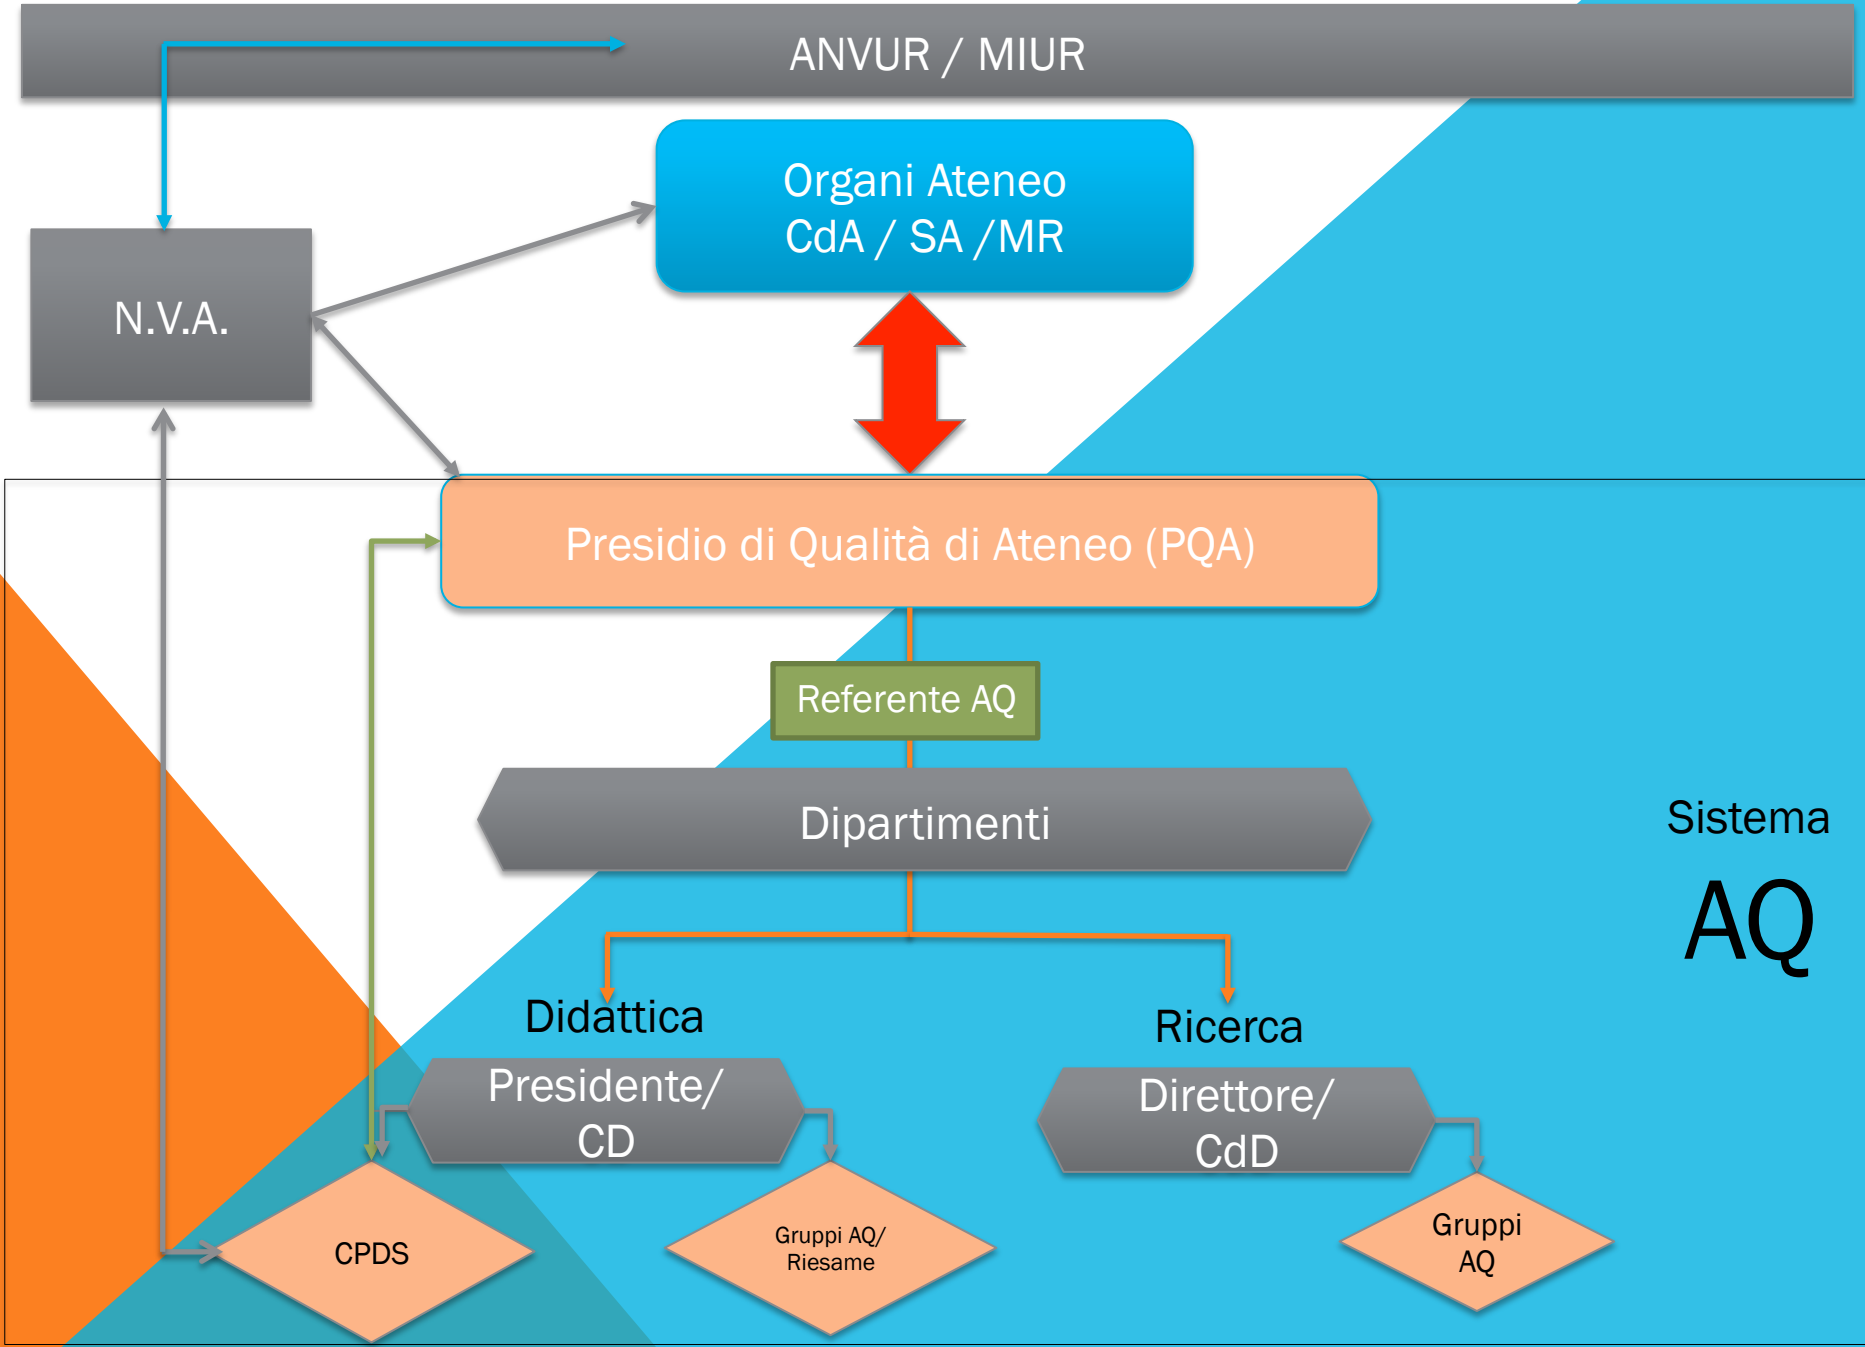 ANVUR / MIUR
Organi Ateneo
CdA / SA /MR
N.V.A.
Presidio di Qualità di Ateneo (PQA)
Referente AQ
Dipartimenti
Sistema
AQ
Didattica
Ricerca
Presidente/
CD
Direttore/
CdD
CPDS
Gruppi AQ/
Riesame
Gruppi
AQ